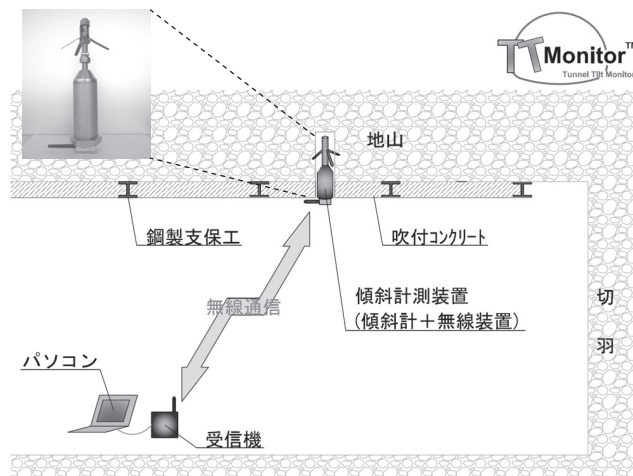 TT Monitor™
Tunnel Tilt Monitor
地山
鋼製支保工
吹付コンクリート
無線通信
傾斜計測装置
(傾斜計＋無線装置)
切
羽
パソコン
受信機